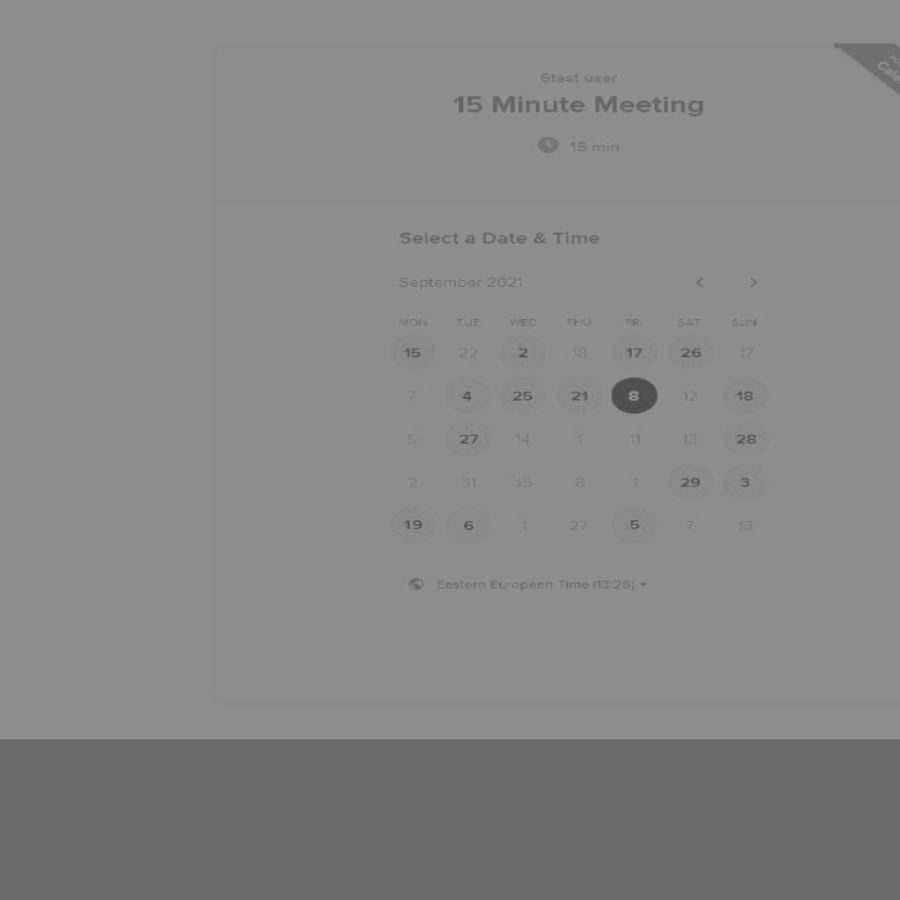 6test user
15 Minute Meeting
15 min
Select a Date & Time
September 2021 < >
MON TUE WED THU FRI SAT SUN
15 22 2 18 17 26 17
7 4 25 21 8 12 18
5 27 14 1 11 13 28
2 31 15 8 1 29 3
19 6 1 27 5 7 13
Eastern European Time (13:26)